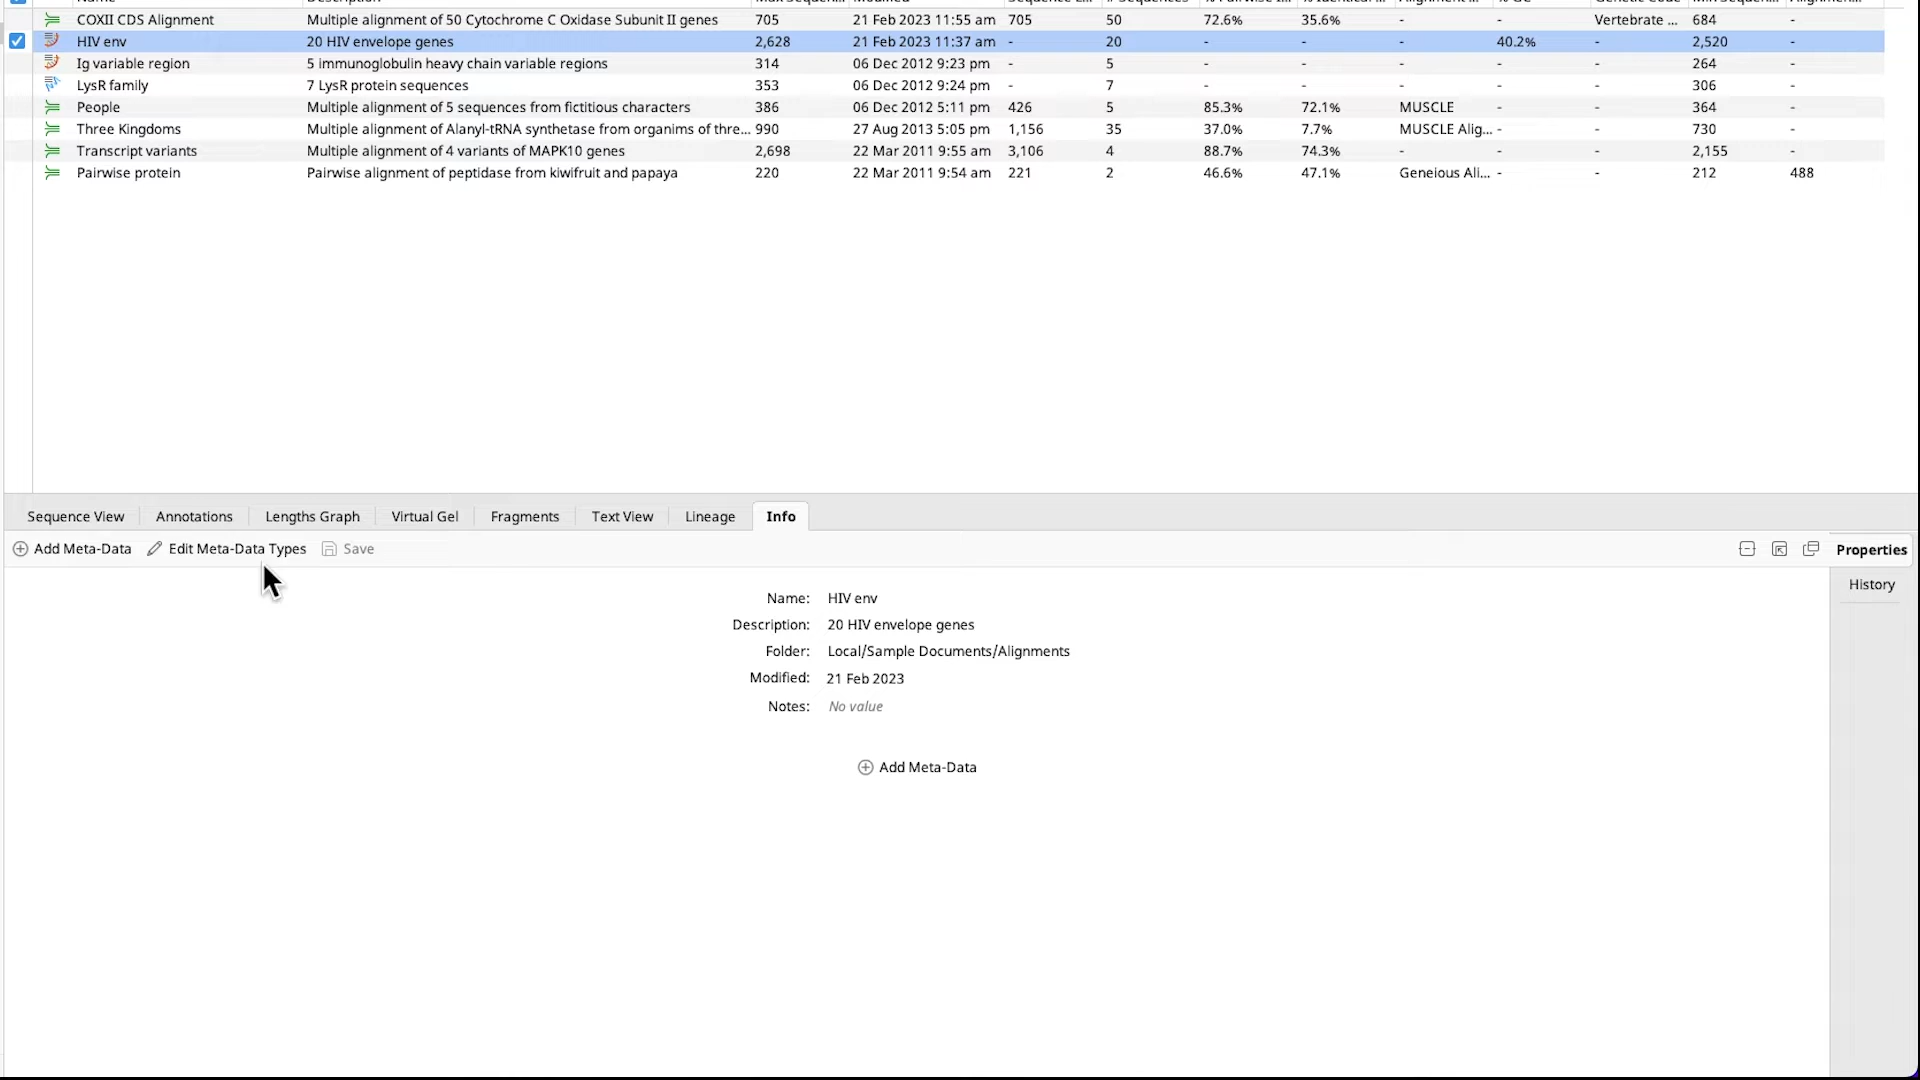 COXII CDS Alignment Multiple alignment of 50 Cytochrome C Oxidase Subunit II genes 705 21 Feb 2023 11:55 am 705 50 72.6% 35.6% - - Vertebrate ... 684 -
HIV env 20 HIV envelope genes 2,628 21 Feb 2023 11:37 am - 20 - - - 40.2% - 2,520 -
Ig variable region 5 immunoglobulin heavy chain variable regions 314 06 Dec 2012 9:23 pm - 5 - - - - - 264 -
LysR family 7 LysR protein sequences 353 06 Dec 2012 9:24 pm - 7 - - - - - 306 -
People Multiple alignment of 5 sequences from fictitious characters 386 06 Dec 2012 5:11 pm 426 5 85.3% 72.1% MUSCLE - - 364 -
Three Kingdoms Multiple alignment of Alanyl-tRNA synthetase from organims of thre... 990 27 Aug 2013 5:05 pm 1,156 35 37.0% 7.7% MUSCLE Alig... - - 730 -
Transcript variants Multiple alignment of 4 variants of MAPK10 genes 2,698 22 Mar 2011 9:55 am 3,106 4 88.7% 74.3% - - - 2,155 -
Pairwise protein Pairwise alignment of peptidase from kiwifruit and papaya 220 22 Mar 2011 9:54 am 221 2 46.6% 47.1% Geneious Ali... - - 212 488
Sequence View Annotations Lengths Graph Virtual Gel Fragments Text View Lineage Info
Add Meta-Data Edit Meta-Data Types Save Properties
History
Name: HIV env
Description: 20 HIV envelope genes
Folder: Local/Sample Documents/Alignments
Modified: 21 Feb 2023
Notes: No value
Add Meta-Data